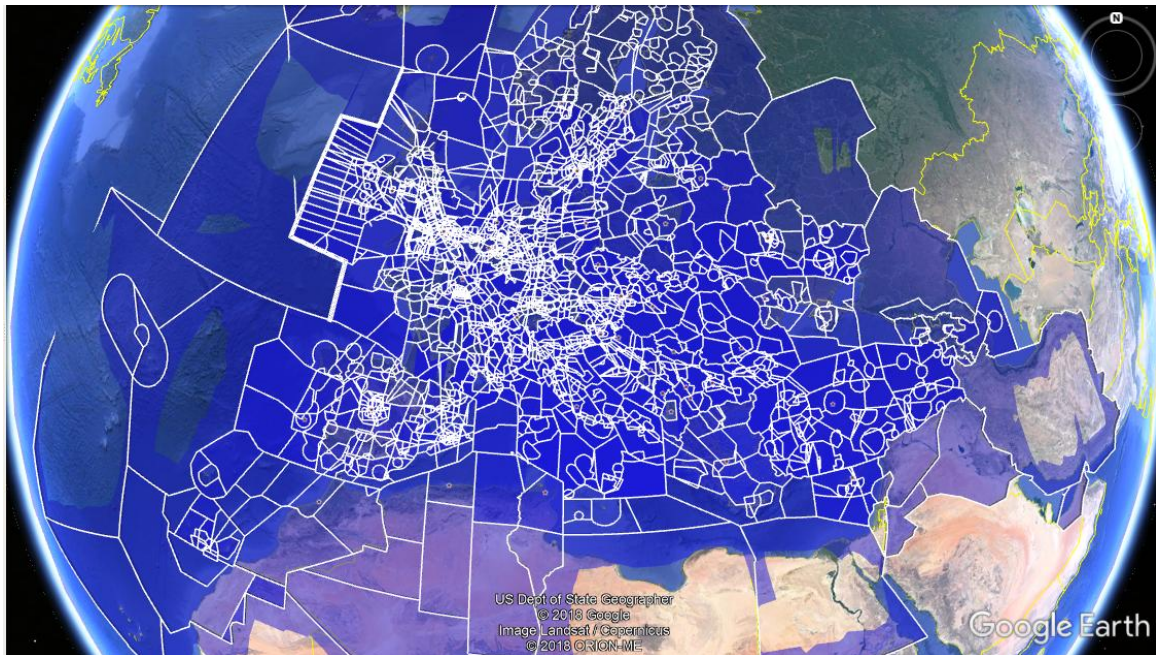 N
US Dept of State Geographer
© 2018 Google
Image Landsat / Copernicus
© 2018 ORION-ME
Google Earth